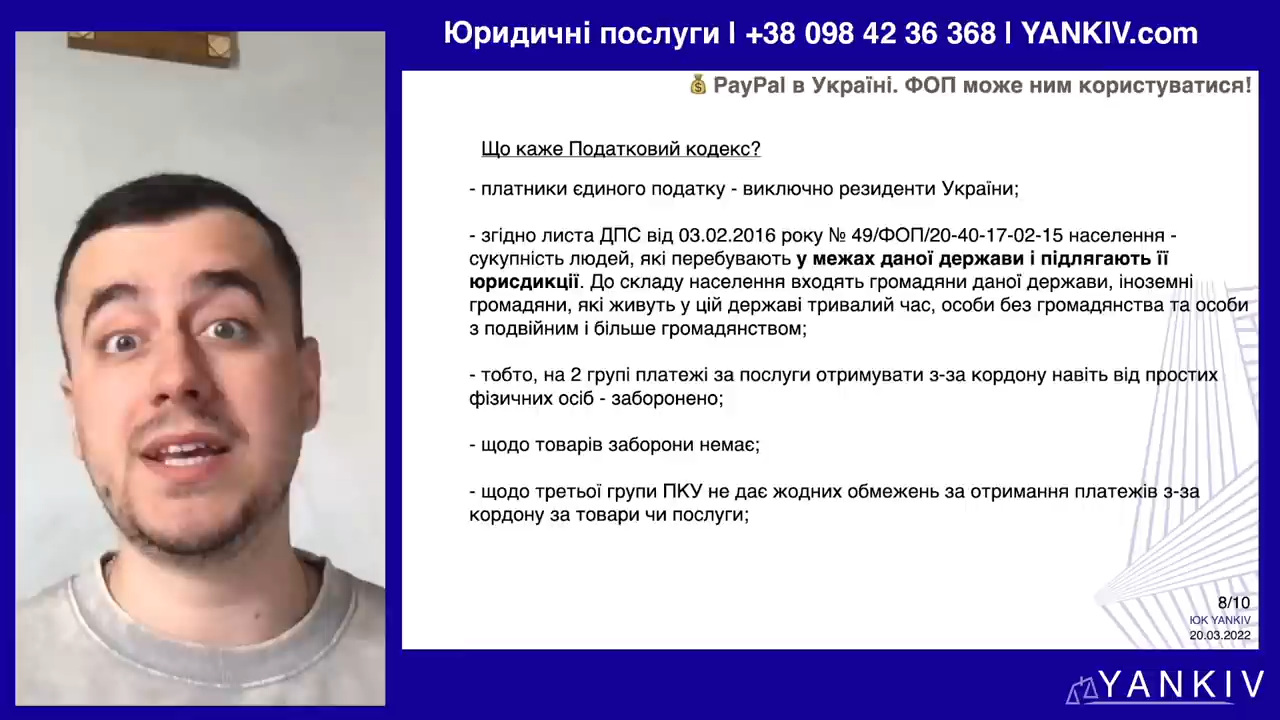 Юридичні послуги | +38 098 42 36 368 | YANKIV.com
💰 PayPal в Україні. ФОП може ним користуватися!
Що каже Податковий кодекс?
- платники єдиного податку - виключно резиденти України;
- згідно листа ДПС від 03.02.2016 року № 49/ФОП/20-40-17-02-15 населення -
сукупність людей, які перебувають у межах даної держави і підлягають її
юрисдикції. До складу населення входять громадяни даної держави, іноземні
громадяни, які живуть у цій державі тривалий час, особи без громадянства та особи
з подвійним і більше громадянством;
- тобто, на 2 групі платежі за послуги отримувати з-за кордону навіть від простих
фізичних осіб - заборонено;
- щодо товарів заборони немає;
- щодо третьої групи ПКУ не дає жодних обмежень за отримання платежів з-за
кордону за товари чи послуги;
8/10
ЮК YANKIV
20.03.2022
YANKIV